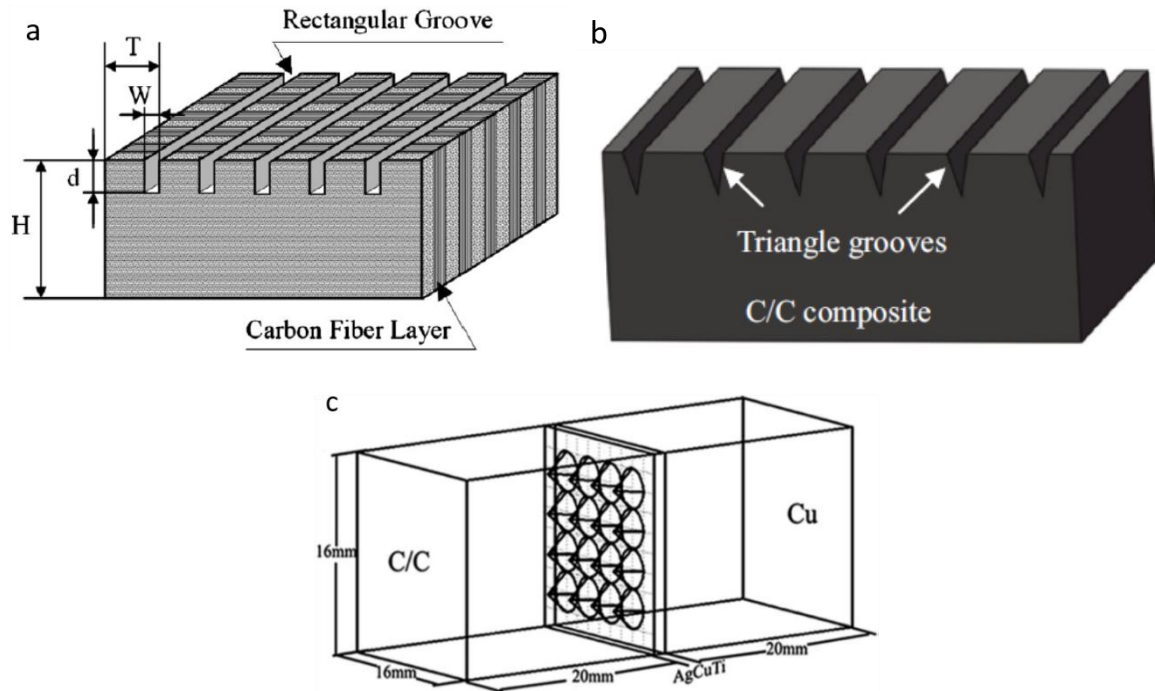 a
Rectangular Groove
T
W
d
H
Carbon Fiber Layer
b
Triangle grooves
C/C composite
c
16mm
C/C
Cu
16mm
20mm
AgCuTi
20mm